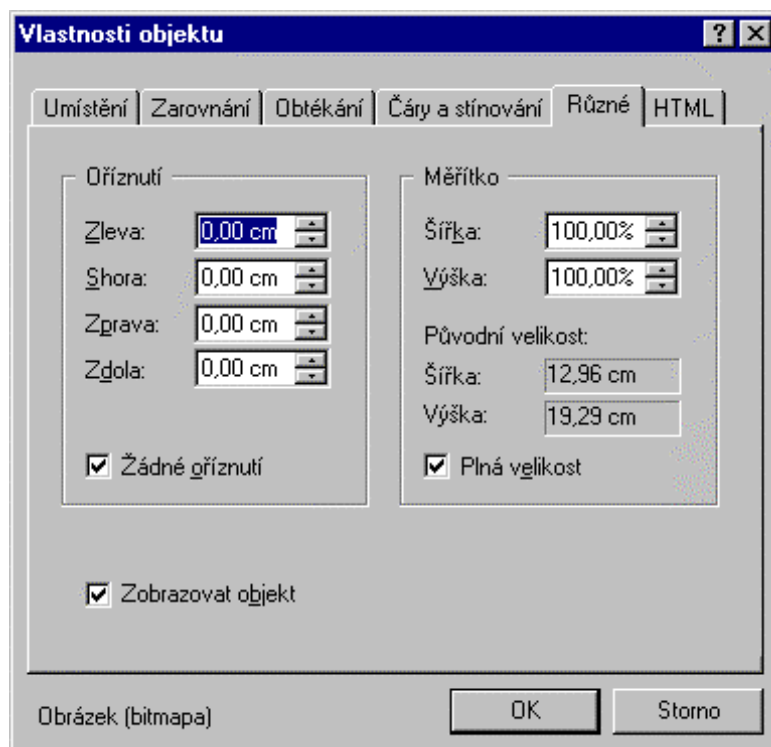 Vlastnosti objektu
Umístění Zarovnání Obtékání Čáry a stínování Různé HTML
Oříznutí
Zleva: 0,00 cm
Shora: 0,00 cm
Zprava: 0,00 cm
Zdola: 0,00 cm
Žádné oříznutí
Měřítko
Šířka: 100,00%
Výška: 100,00%
Původní velikost:
Šířka: 12,96 cm
Výška: 19,29 cm
Plná velikost
Zobrazovat objekt
Obrázek (bitmapa)
OK Storno